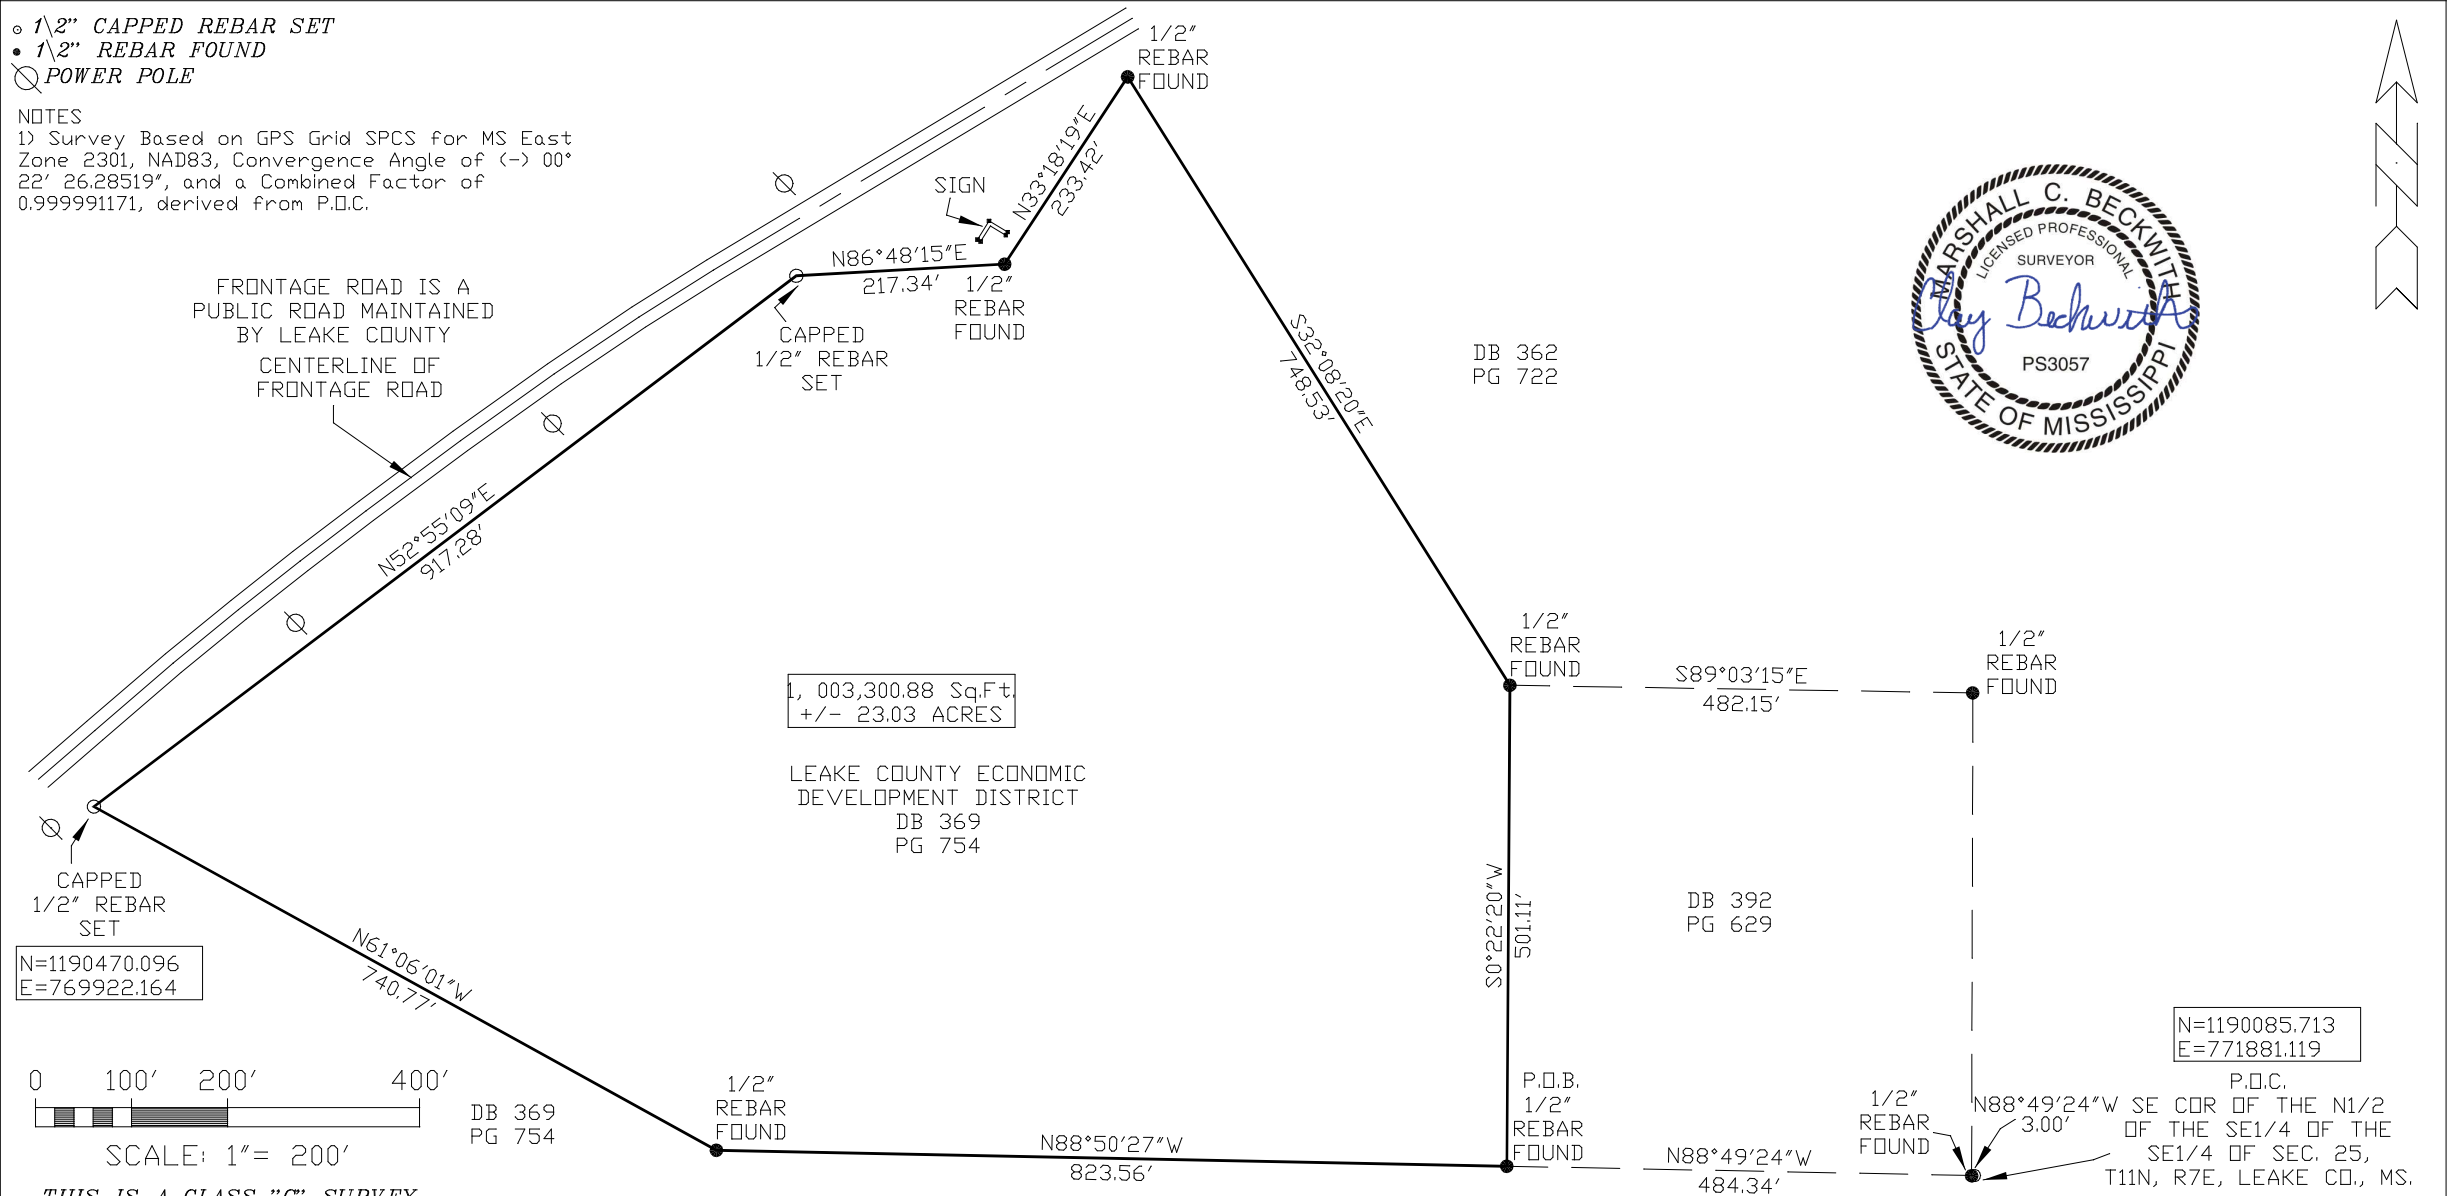 1\2” CAPPED REBAR SET
1\2” REBAR FOUND
POWER POLE
NOTES
1) Survey Based on GPS Grid SPCS for MS East
Zone 2301, NAD83, Convergence Angle of (-) 00°
22' 26.28519", and a Combined Factor of
0.999991171, derived from P.O.C.
FRONTAGE ROAD IS A
PUBLIC ROAD MAINTAINED
BY LEAKE COUNTY
CENTERLINE OF
FRONTAGE ROAD
1/2"
REBAR
FOUND
SIGN
N33°18'19"E
233.42'
N86°48'15"E
217.34'
1/2"
REBAR
FOUND
CAPPED
1/2" REBAR
SET
S32°08'20"E
748.53'
DB 362
PG 722
MARSHALL C. BECKWITH
LICENSED PROFESSIONAL
SURVEYOR
Clay Beckwith
PS3057
STATE OF MISSISSIPPI
N52°55'09"E
917.28'
1/2"
REBAR
FOUND
S89°03'15"E
482.15'
1/2"
REBAR
FOUND
1, 003,300.88 Sq.Ft.
+/- 23.03 ACRES
LEAKE COUNTY ECONOMIC
DEVELOPMENT DISTRICT
DB 369
PG 754
CAPPED
1/2" REBAR
SET
N=1190470.096
E=769922.164
N61°06'01"W
740.77'
S0°22'20"W
501.11'
DB 392
PG 629
N=1190085.713
E=771881.119
P.O.C.
SE COR OF THE N1/2
OF THE SE1/4 OF THE
SE1/4 OF SEC. 25,
T11N, R7E, LEAKE CO., MS.
0 100' 200' 400'
SCALE: 1"= 200'
DB 369
PG 754
1/2"
REBAR
FOUND
N88°50'27"W
823.56'
P.O.B.
1/2"
REBAR
FOUND
N88°49'24"W
484.34'
1/2"
REBAR
FOUND
N88°49'24"W
3.00'
THIS IS A CLASS "C" SURVEY